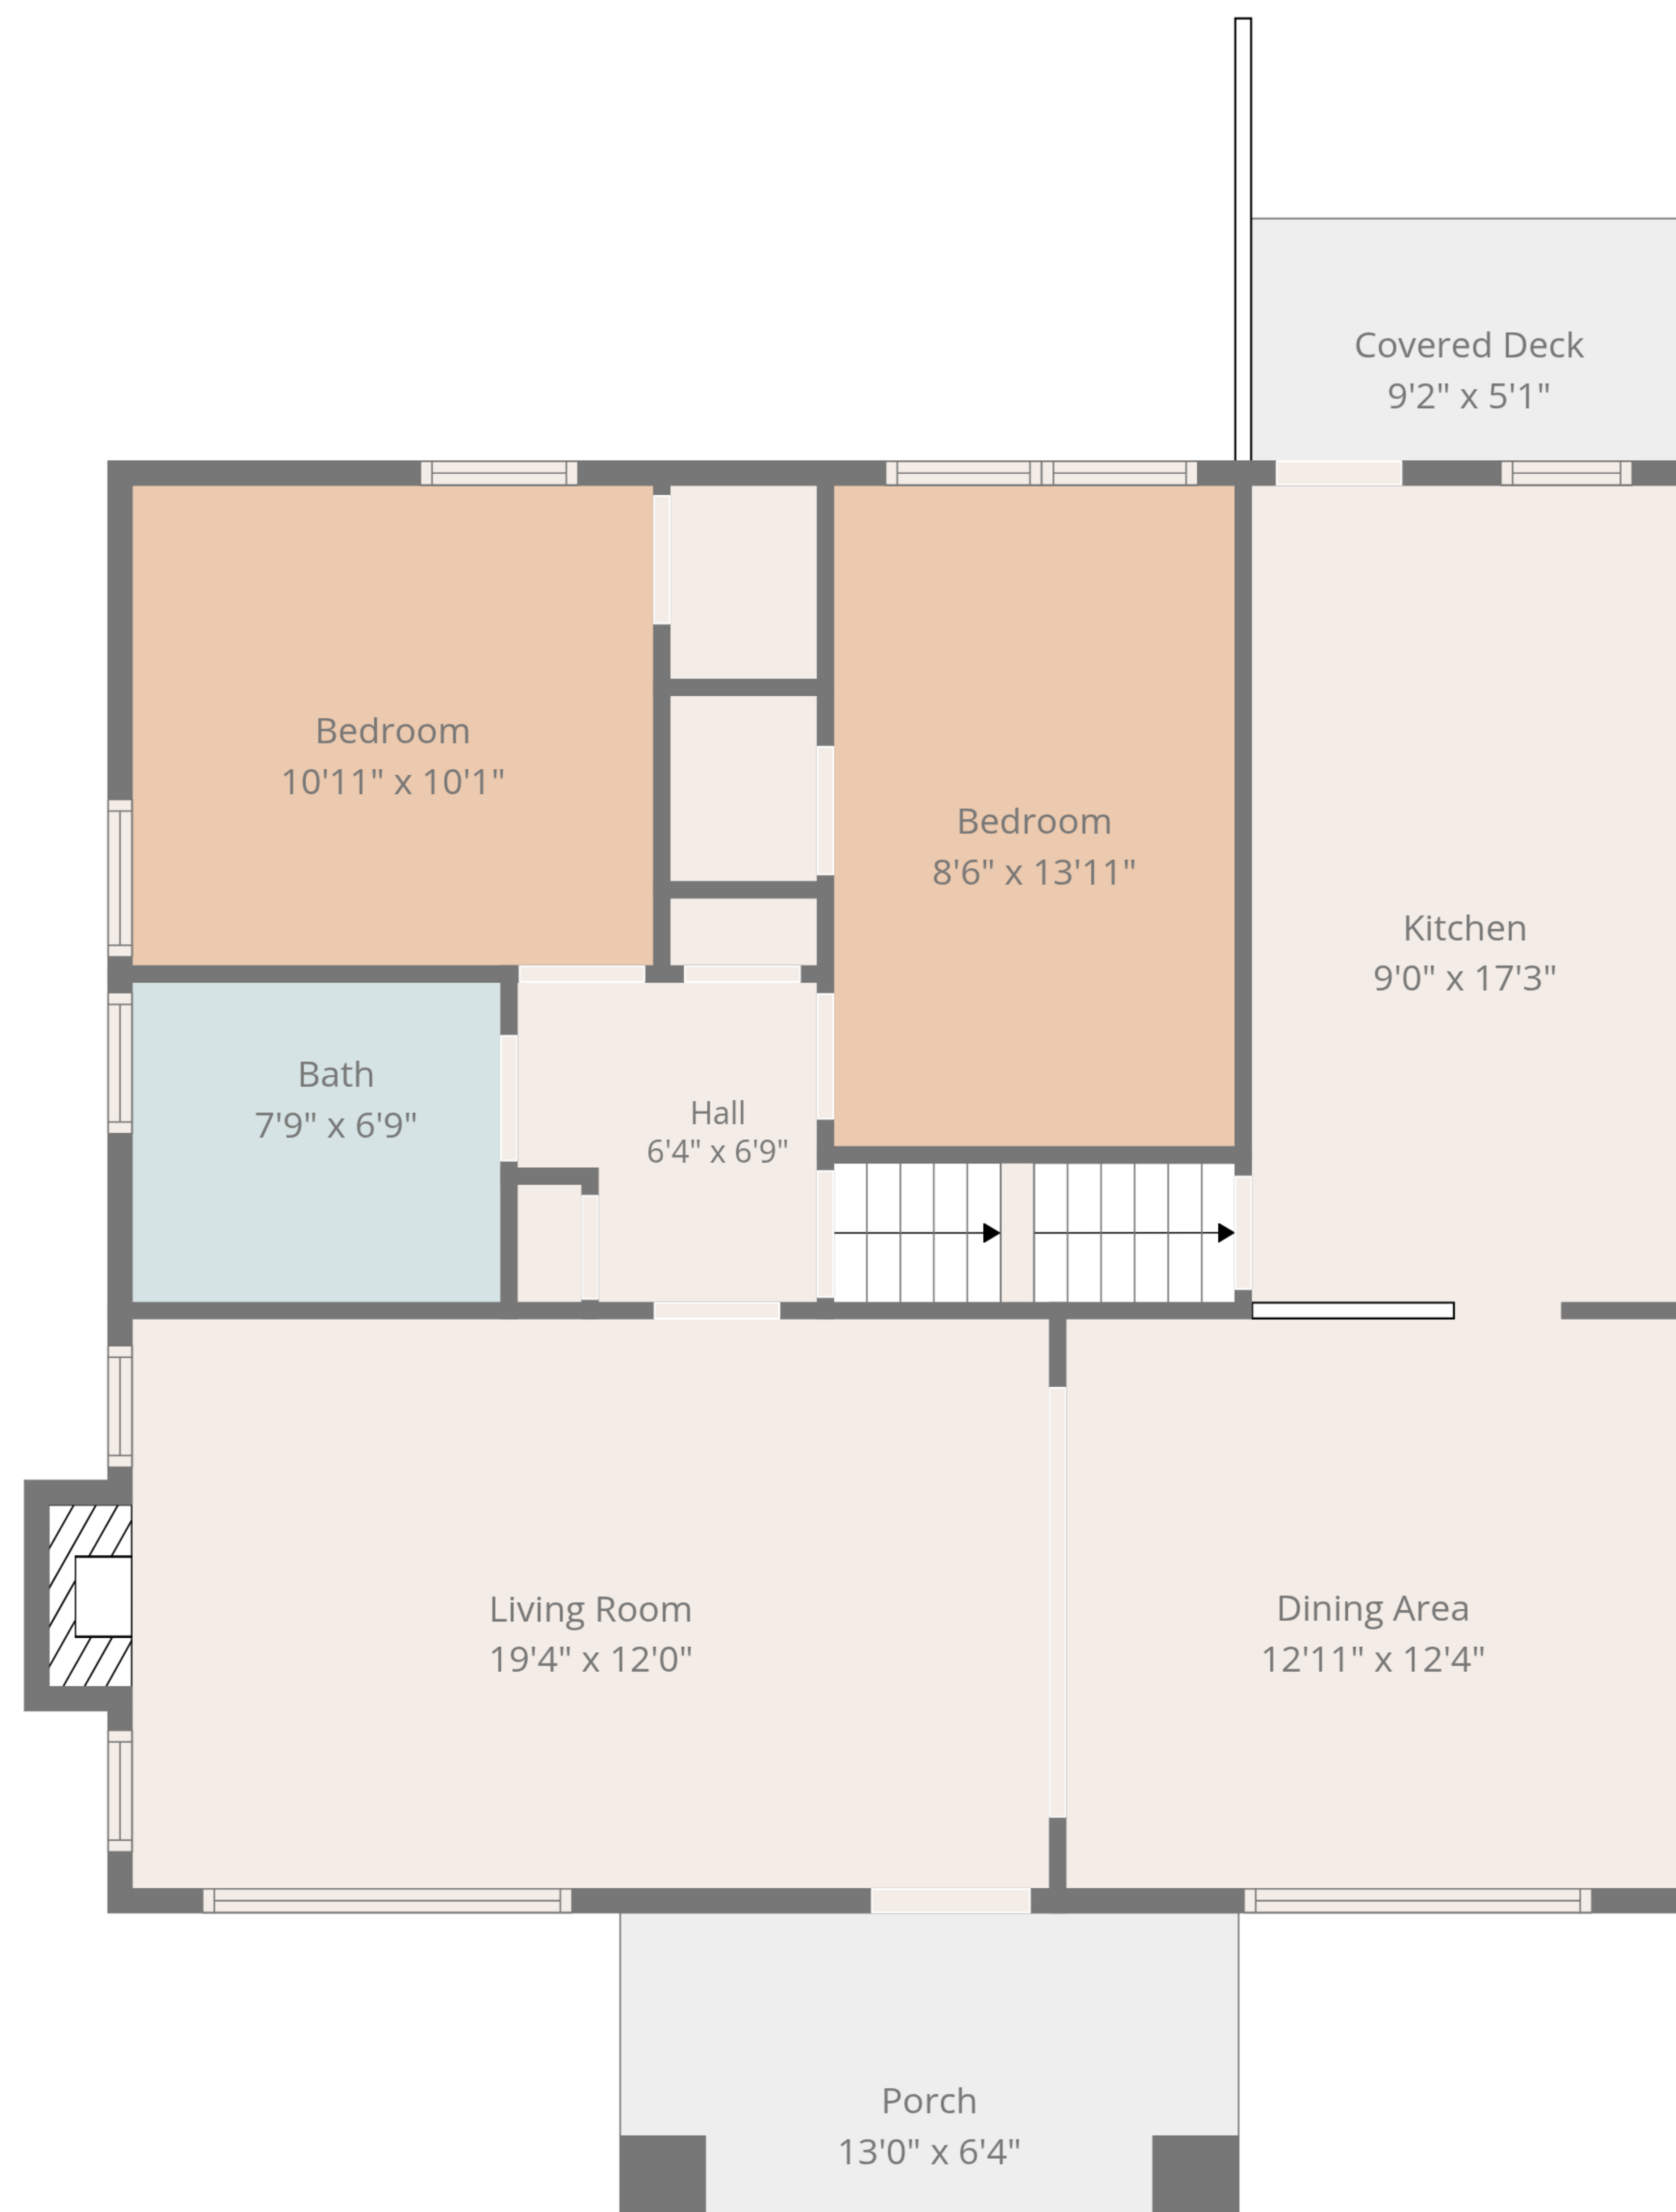 Covered Deck
9'2" x 5'1"
Bedroom
10'11" x 10'1"
Bedroom
8'6" x 13'11"
Kitchen
9'0" x 17'3"
Bath
7'9" x 6'9"
Hall
6'4" x 6'9"
Living Room
19'4" x 12'0"
Dining Area
12'11" x 12'4"
Porch
13'0" x 6'4"